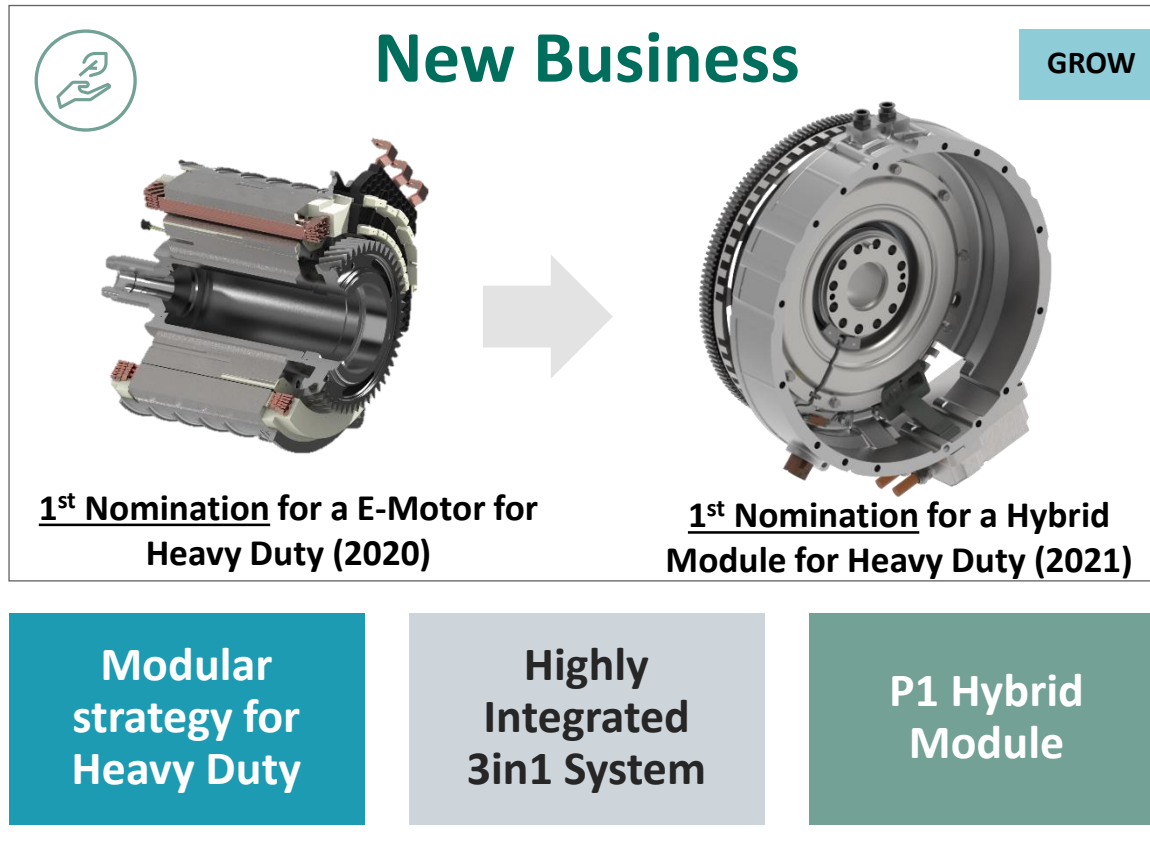 New Business
GROW
1st Nomination for a E-Motor for
Heavy Duty (2020)
1st Nomination for a Hybrid
Module for Heavy Duty (2021)
Modular
strategy for
Heavy Duty
Highly
Integrated
3in1 System
P1 Hybrid
Module